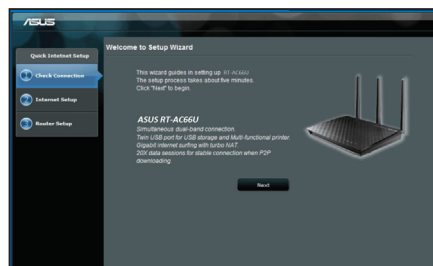 ASUS
Quick Internet Setup
Welcome to Setup Wizard
1 Check Connection
2 Internet Setup
3 Router Setup
This wizard guides in setting up RT-AC66U
The setup process takes about five minutes.
Click "Next" to begin.
ASUS RT-AC66U
Simultaneous dual-band connection.
Twin USB port for USB storage and Multi-functional printer.
Gigabit internet surfing with turbo NAT.
20X data sessions for stable connection when P2P
downloading.
Next